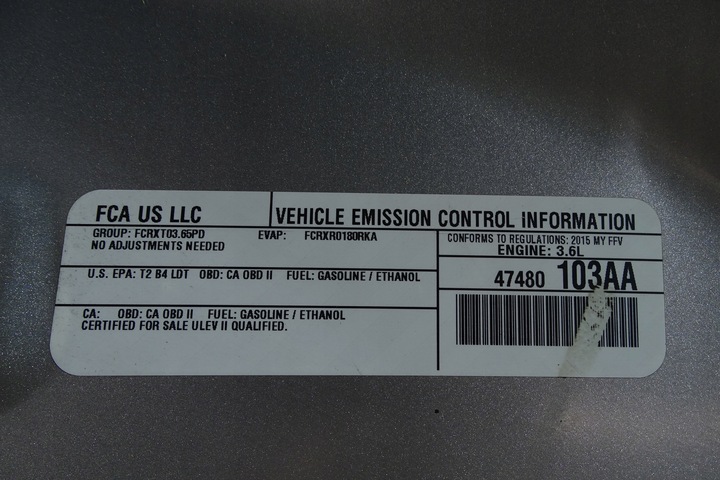 FCA US LLC
VEHICLE EMISSION CONTROL INFORMATION
GROUP: FCRXT03.65PD EVAP: FCRXR0180RKA
NO ADJUSTMENTS NEEDED
CONFORMS TO REGULATIONS: 2015 MY FFV
ENGINE: 3.6L
U.S. EPA: T2 B4 LDT OBD: CA OBD II FUEL: GASOLINE / ETHANOL
47480 103AA
CA: OBD: CA OBD II FUEL: GASOLINE / ETHANOL
CERTIFIED FOR SALE ULEV II QUALIFIED.